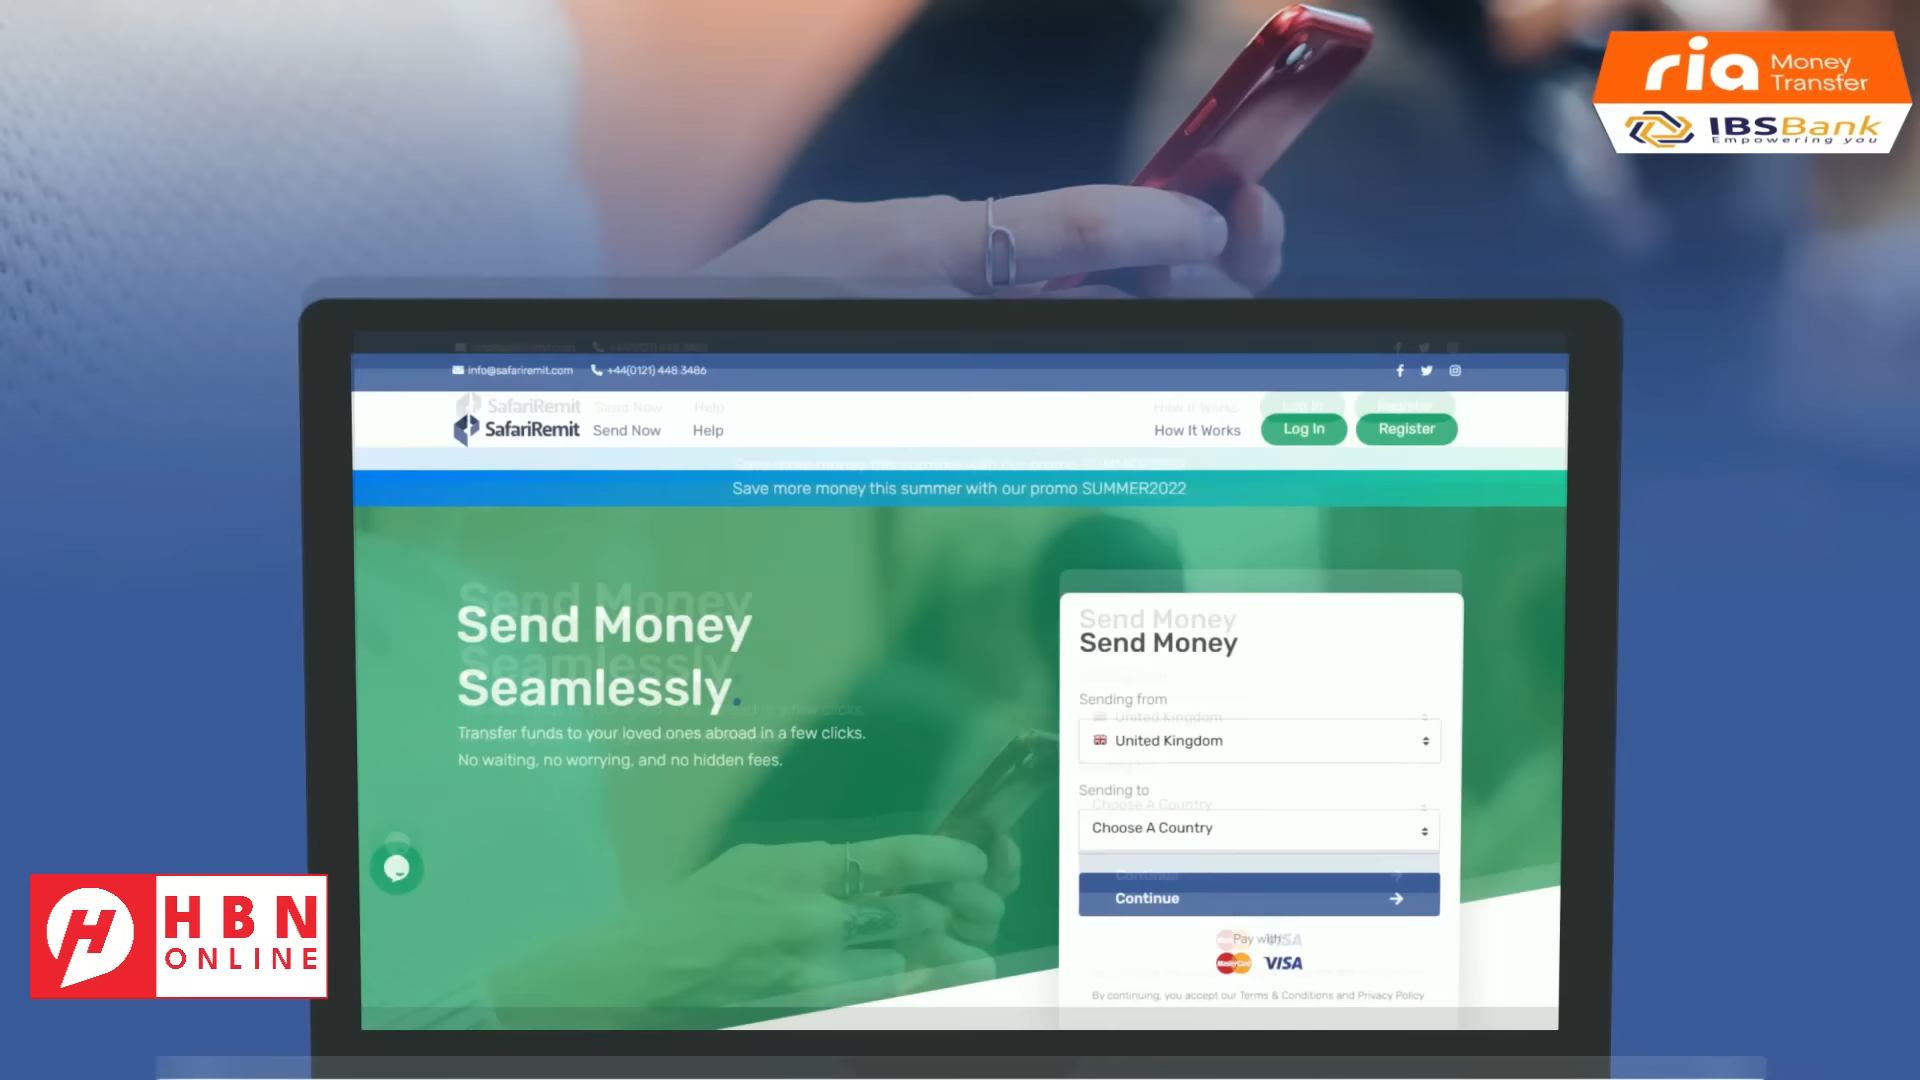 ria Money Transfer
IBSBank
Empowering you
info@safariremit.com +44(0121) 448 3486
SafariRemit Send Now Help How It Works Log In Register
Save more money this summer with our promo SUMMER2022
Send Money
Seamlessly.
Transfer funds to your loved ones abroad in a few clicks.
No waiting, no worrying, and no hidden fees.
Send Money
Sending from
United Kingdom
Sending to
Choose A Country
Continue
Pay with
MasterCard VISA
By continuing, you accept our Terms & Conditions and Privacy Policy
H HBN
ONLINE